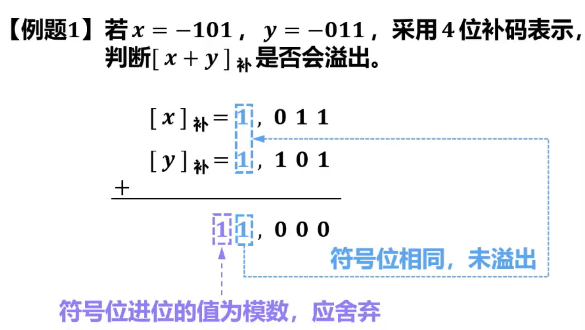 【例题1】若x = −101，y = −011，采用4位补码表示，
判断[x+y]补是否会溢出。
[x]补=1，011
[y]补=1，101
+
11，000
符号位相同，未溢出
符号位进位的值为模数，应舍弃